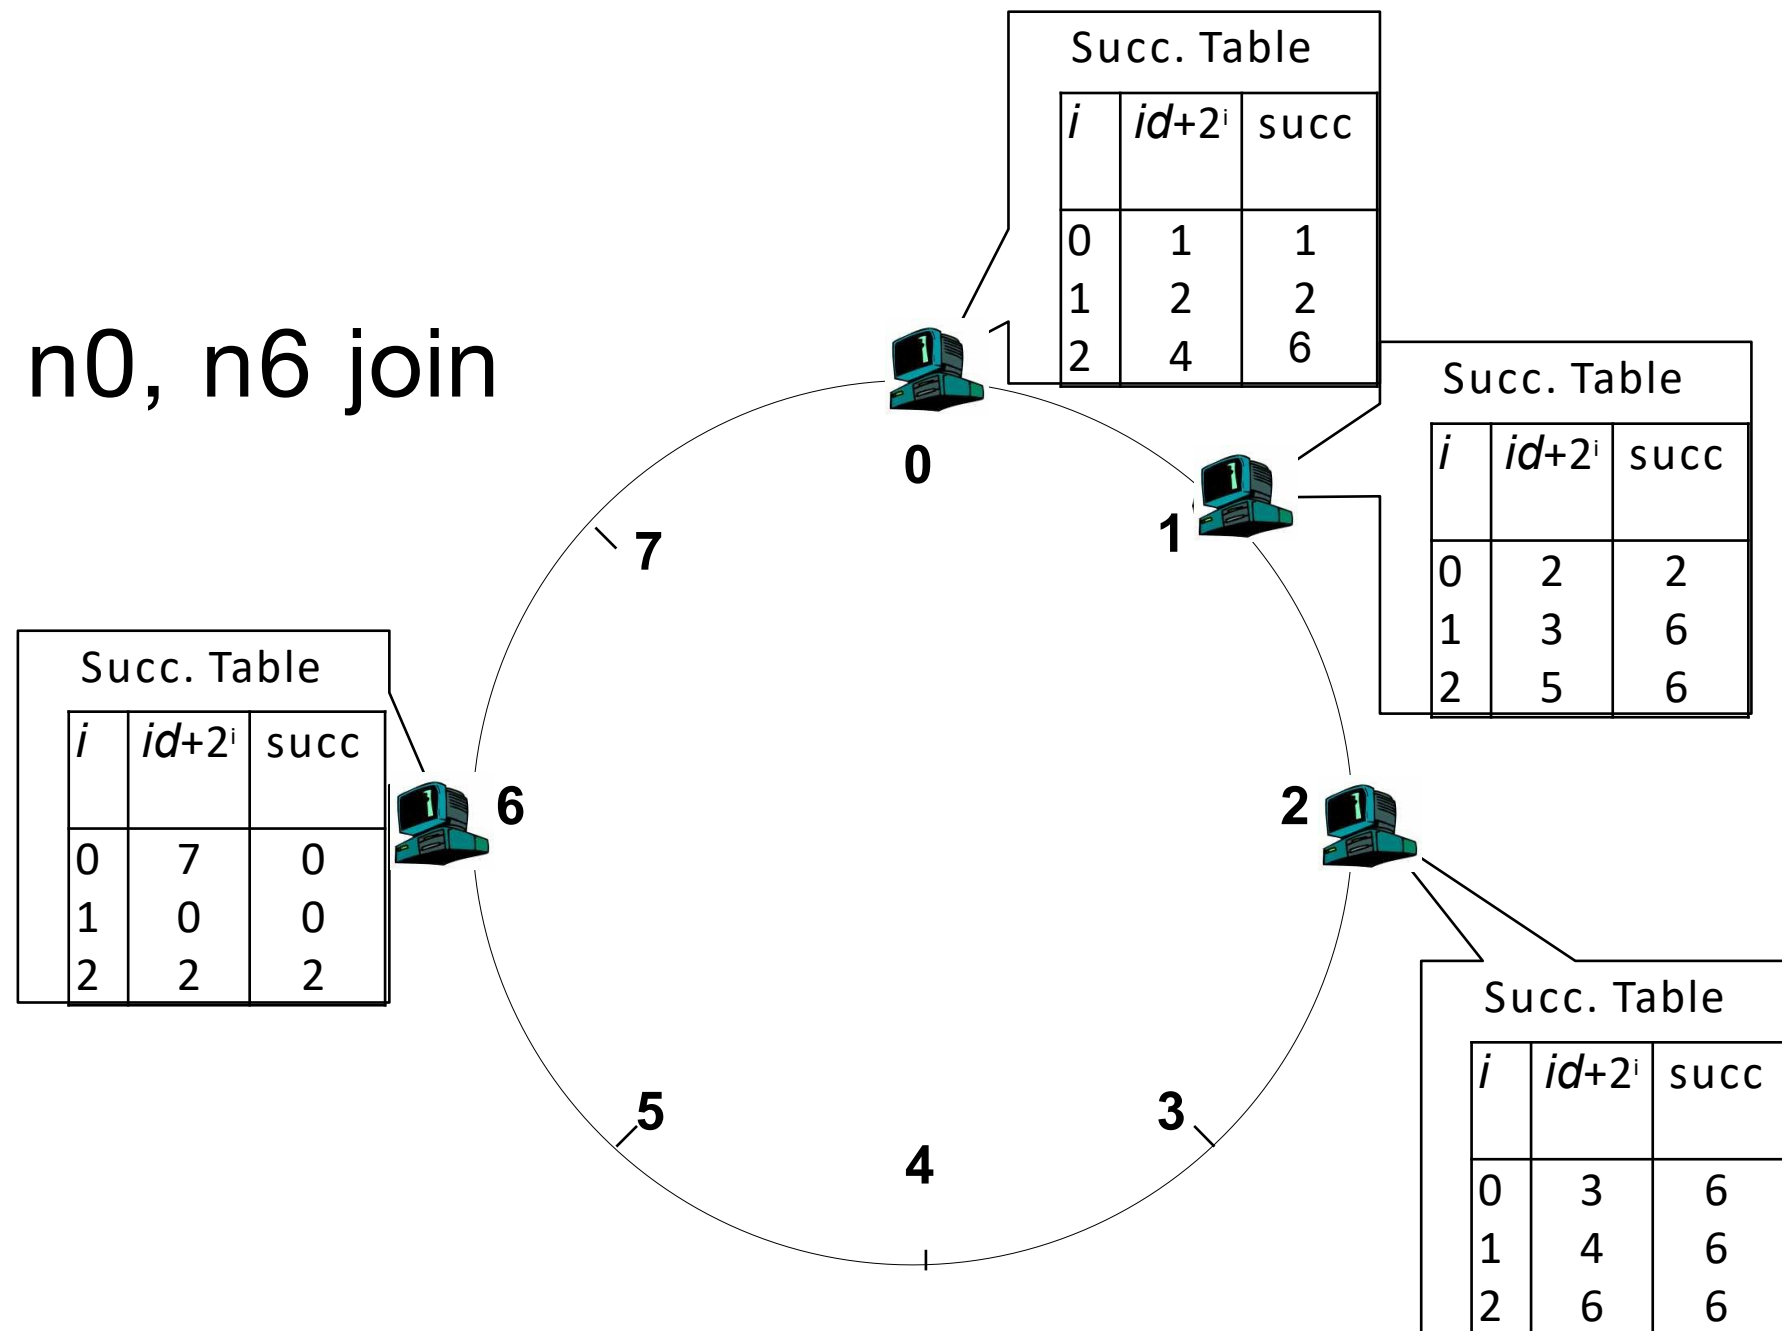 Succ. Table
i id+2ⁱ succ
0 1 1
1 2 2
2 4 6
n0, n6 join
Succ. Table
i id+2ⁱ succ
0 2 2
1 3 6
2 5 6
0
1
7
Succ. Table
i id+2ⁱ succ
0 7 0
1 0 0
2 2 2
6
2
Succ. Table
i id+2ⁱ succ
0 3 6
1 4 6
2 6 6
5
3
4